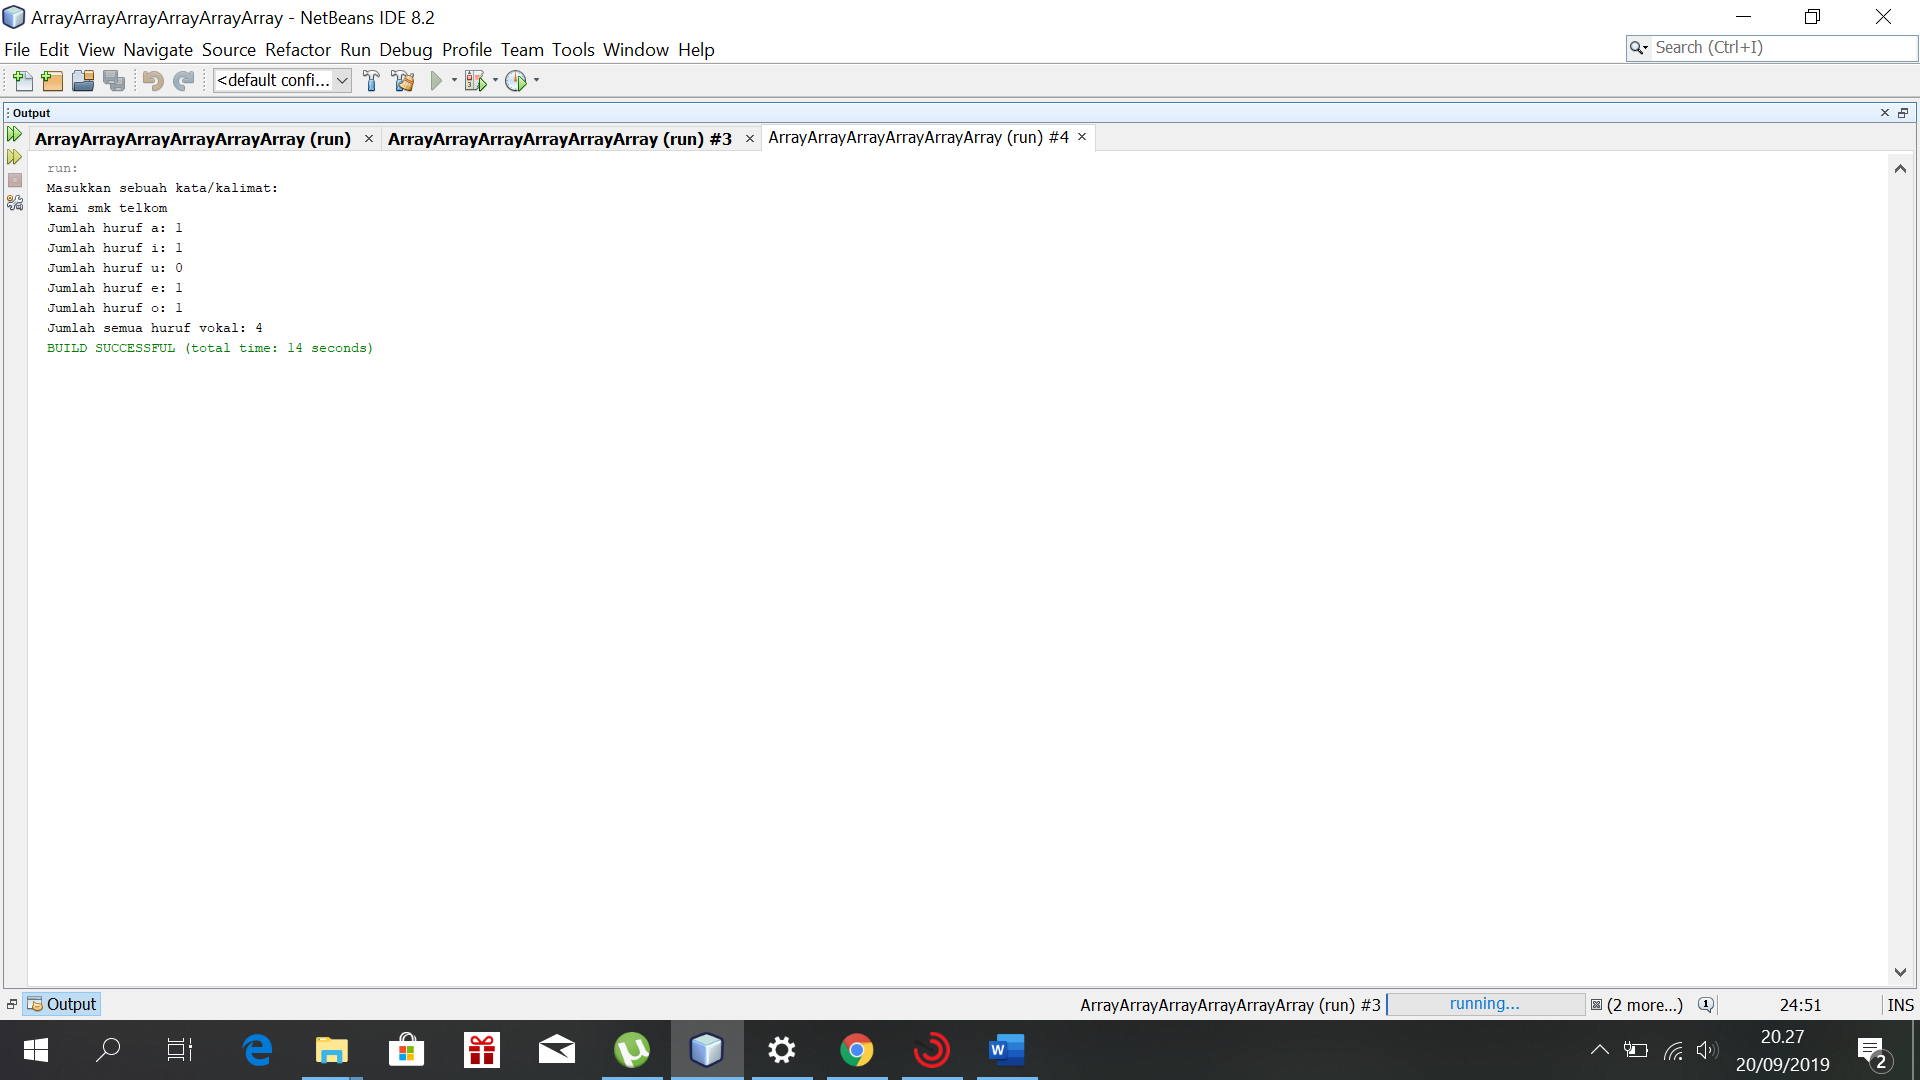 ArrayArrayArrayArrayArrayArray - NetBeans IDE 8.2
File Edit View Navigate Source Refactor Run Debug Profile Team Tools Window Help
Search (Ctrl+I)
<default confi...
Output
ArrayArrayArrayArrayArrayArray (run)
ArrayArrayArrayArrayArrayArray (run) #3
ArrayArrayArrayArrayArrayArray (run) #4
run:
Masukkan sebuah kata/kalimat:
kami smk telkom
Jumlah huruf a: 1
Jumlah huruf i: 1
Jumlah huruf u: 0
Jumlah huruf e: 1
Jumlah huruf o: 1
Jumlah semua huruf vokal: 4
BUILD SUCCESSFUL (total time: 14 seconds)
Output
ArrayArrayArrayArrayArrayArray (run) #3
running...
(2 more...)
24:51
INS
20.27
20/09/2019
2